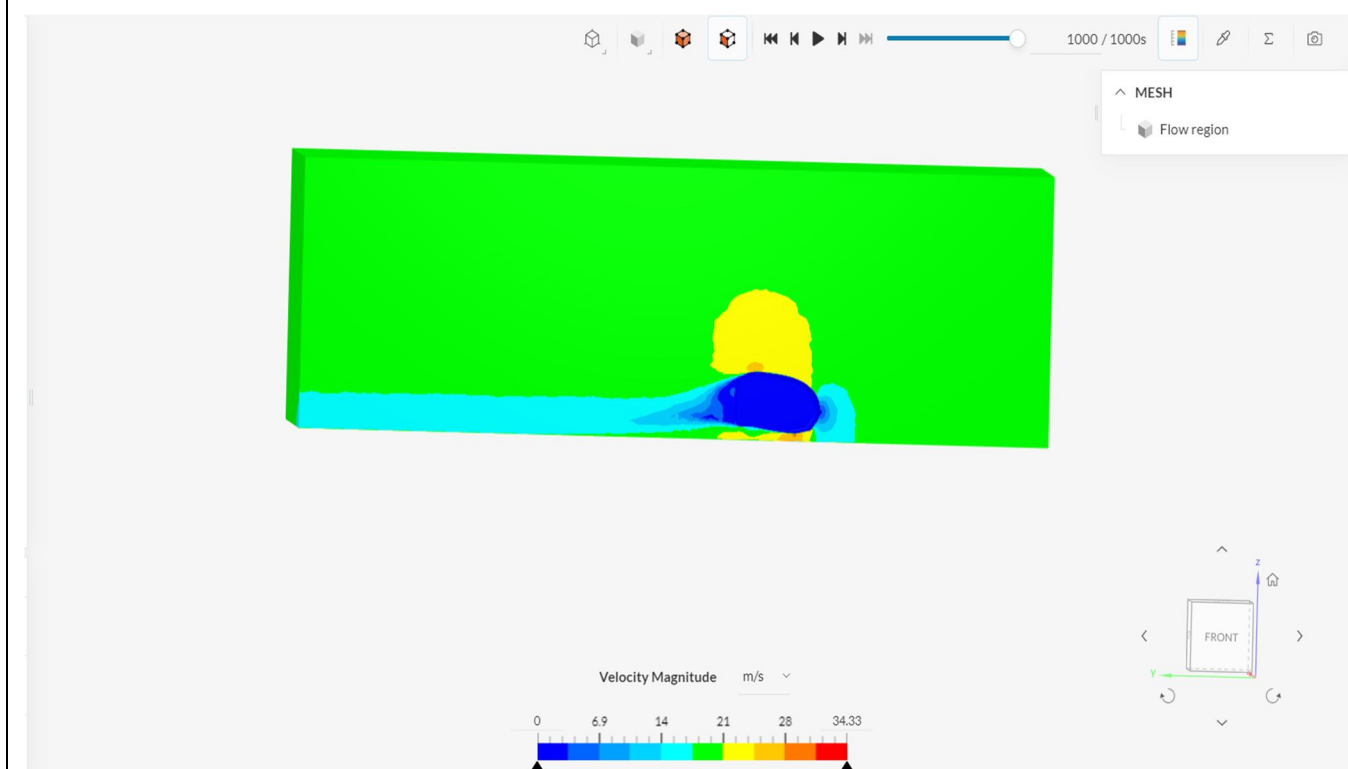 1000 / 1000s
MESH
Flow region
Z
FRONT
Y
Velocity Magnitude m/s
0 6.9 14 21 28 34.33